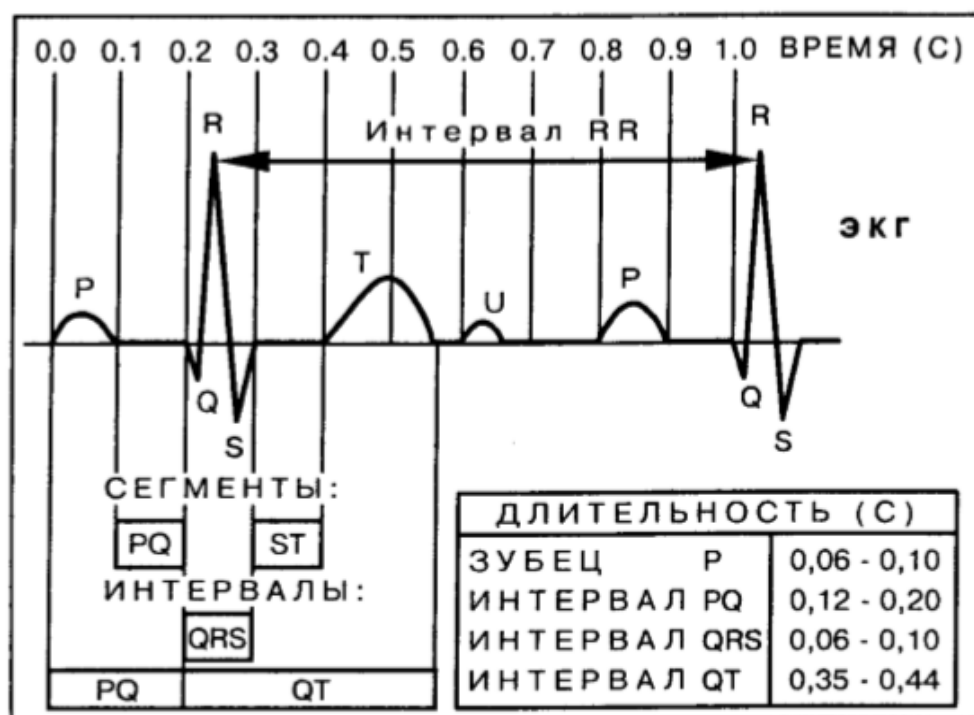 0.0 0.1 0.2 0.3 0.4 0.5 0.6 0.7 0.8 0.9 1.0 ВРЕМЯ (С)
R R
Интервал RR
ЭКГ
P T U P
Q Q
S S
СЕГМЕНТЫ:
PQ ST
ИНТЕРВАЛЫ:
QRS
PQ QT
ДЛИТЕЛЬНОСТЬ (С)
ЗУБЕЦ P 0,06 - 0,10
ИНТЕРВАЛ PQ 0,12 - 0,20
ИНТЕРВАЛ QRS 0,06 - 0,10
ИНТЕРВАЛ QT 0,35 - 0,44